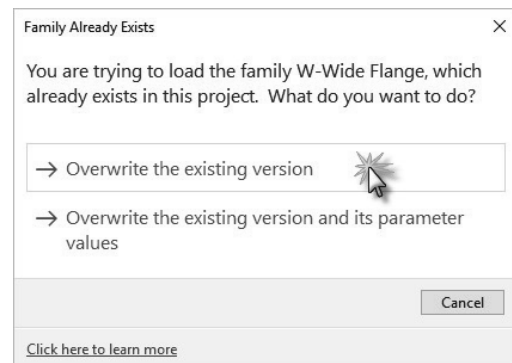 Family Already Exists
You are trying to load the family W-Wide Flange, which
already exists in this project. What do you want to do?
→ Overwrite the existing version
→ Overwrite the existing version and its parameter
values
Cancel
Click here to learn more